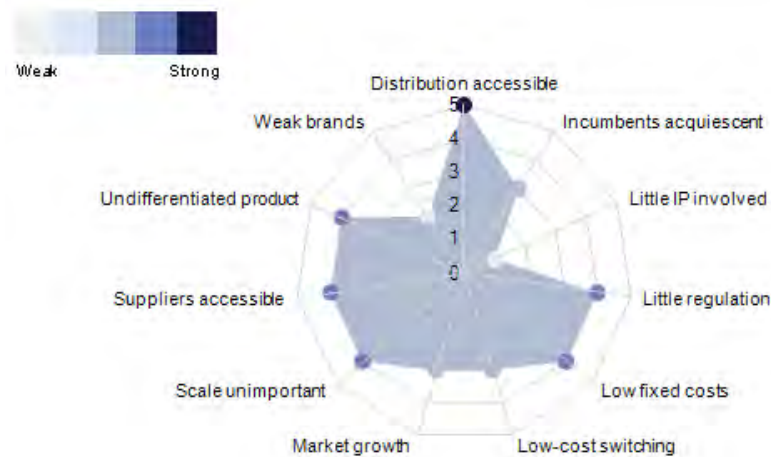 Weak Strong
Distribution accessible
Weak brands
Incumbents acquiescent
Undifferentiated product
Little IP involved
Suppliers accessible
Little regulation
Scale unimportant
Low fixed costs
Market growth
Low-cost switching
5
4
3
2
1
0